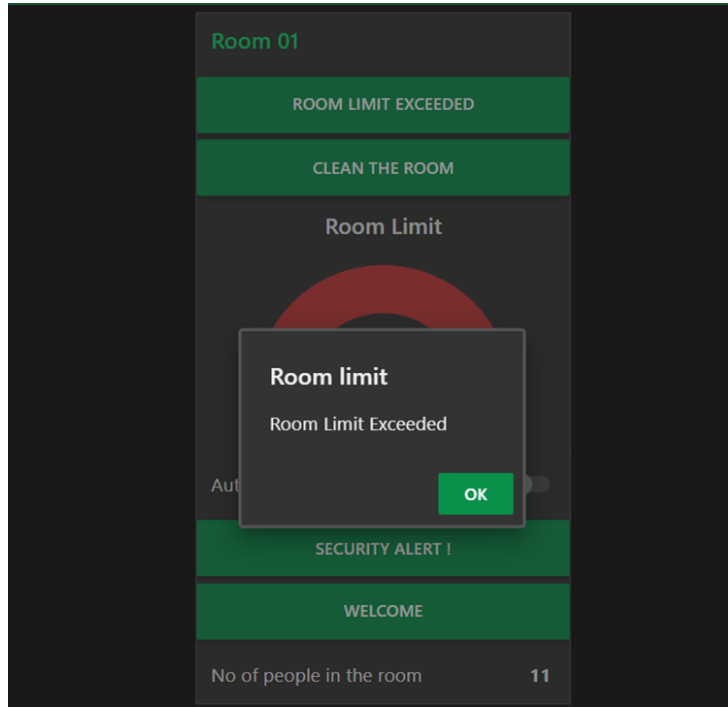 Room 01
ROOM LIMIT EXCEEDED
CLEAN THE ROOM
Room Limit
Room limit
Room Limit Exceeded
OK
SECURITY ALERT !
WELCOME
No of people in the room 11